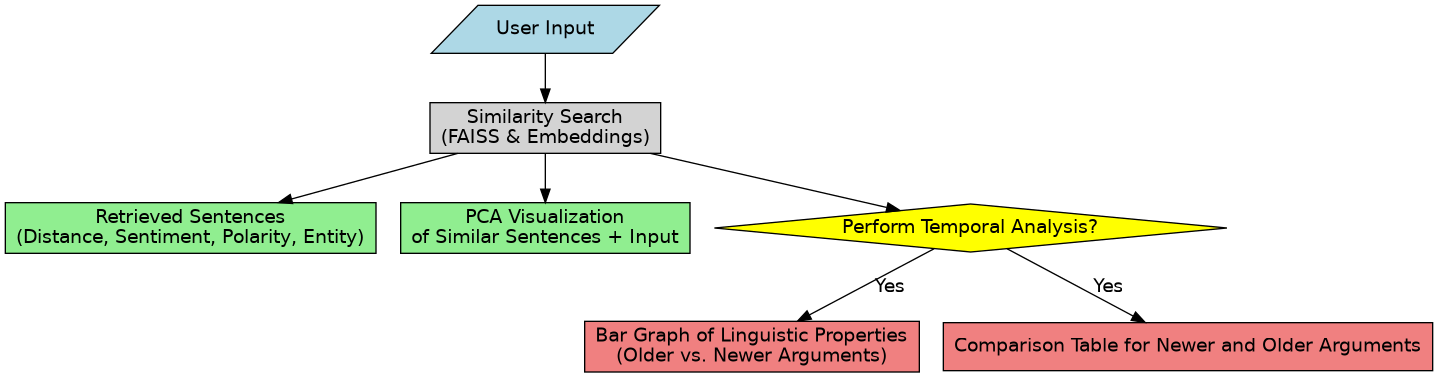 User Input
Similarity Search
(FAISS & Embeddings)
Retrieved Sentences
(Distance, Sentiment, Polarity, Entity)
PCA Visualization
of Similar Sentences + Input
Perform Temporal Analysis?
Yes
Yes
Bar Graph of Linguistic Properties
(Older vs. Newer Arguments)
Comparison Table for Newer and Older Arguments